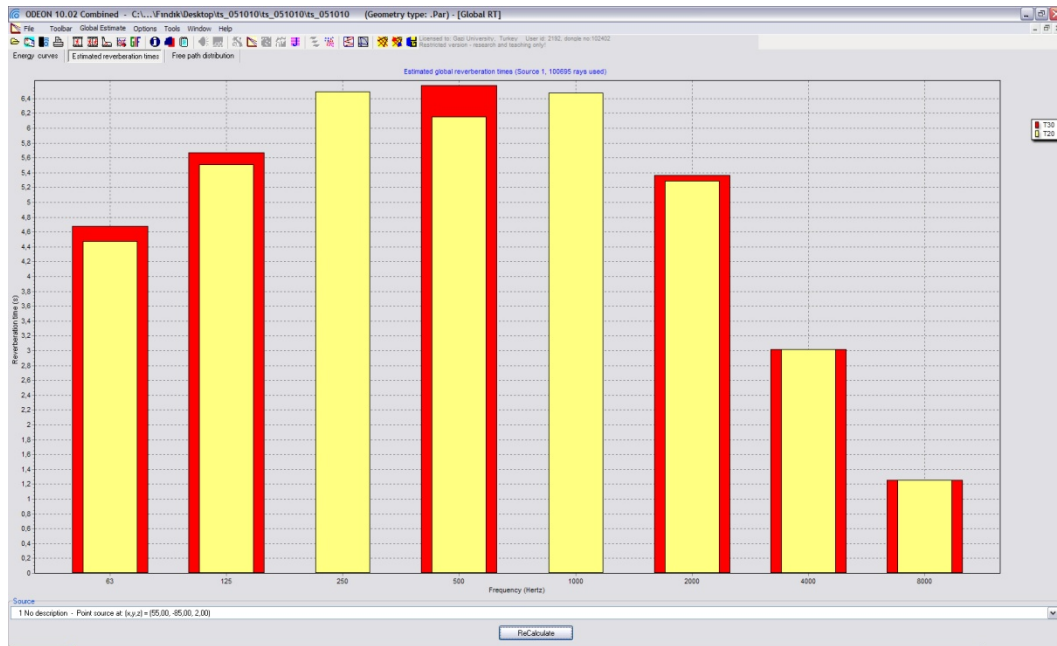 ODEON 10.02 Combined - C:\...\Fındık\Desktop\ts_051010\ts_051010\ts_051010 (Geometry type: .Par) - [Global RT]
File Toolbar Global Estimate Options Tools Window Help
Licensed to: Gazi University, Turkey User id: 2192, dongle no 102402
Restricted version - research and teaching only!
Energy curves Estimated reverberation times Free path distribution
Estimated global reverberation times (Source 1, 100695 rays used)
T30
T20
6,4
6,2
6
5,8
5,6
5,4
5,2
5
4,8
4,6
4,4
4,2
4
3,8
3,6
3,4
3,2
3
2,8
2,6
2,4
2,2
2
1,8
1,6
1,4
1,2
1
0,8
0,6
0,4
0,2
0
Reverberation time (s)
63 125 250 500 1000 2000 4000 8000
Frequency (Hertz)
Source
1 No description - Point source at: (x,y,z) = (55,00, -85,00, 2,00)
ReCalculate